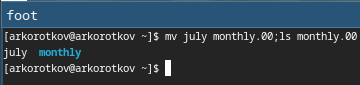 foot
[arkorotkov@arkorotkov ~]$ mv july monthly.00;ls monthly.00
july  monthly
[arkorotkov@arkorotkov ~]$